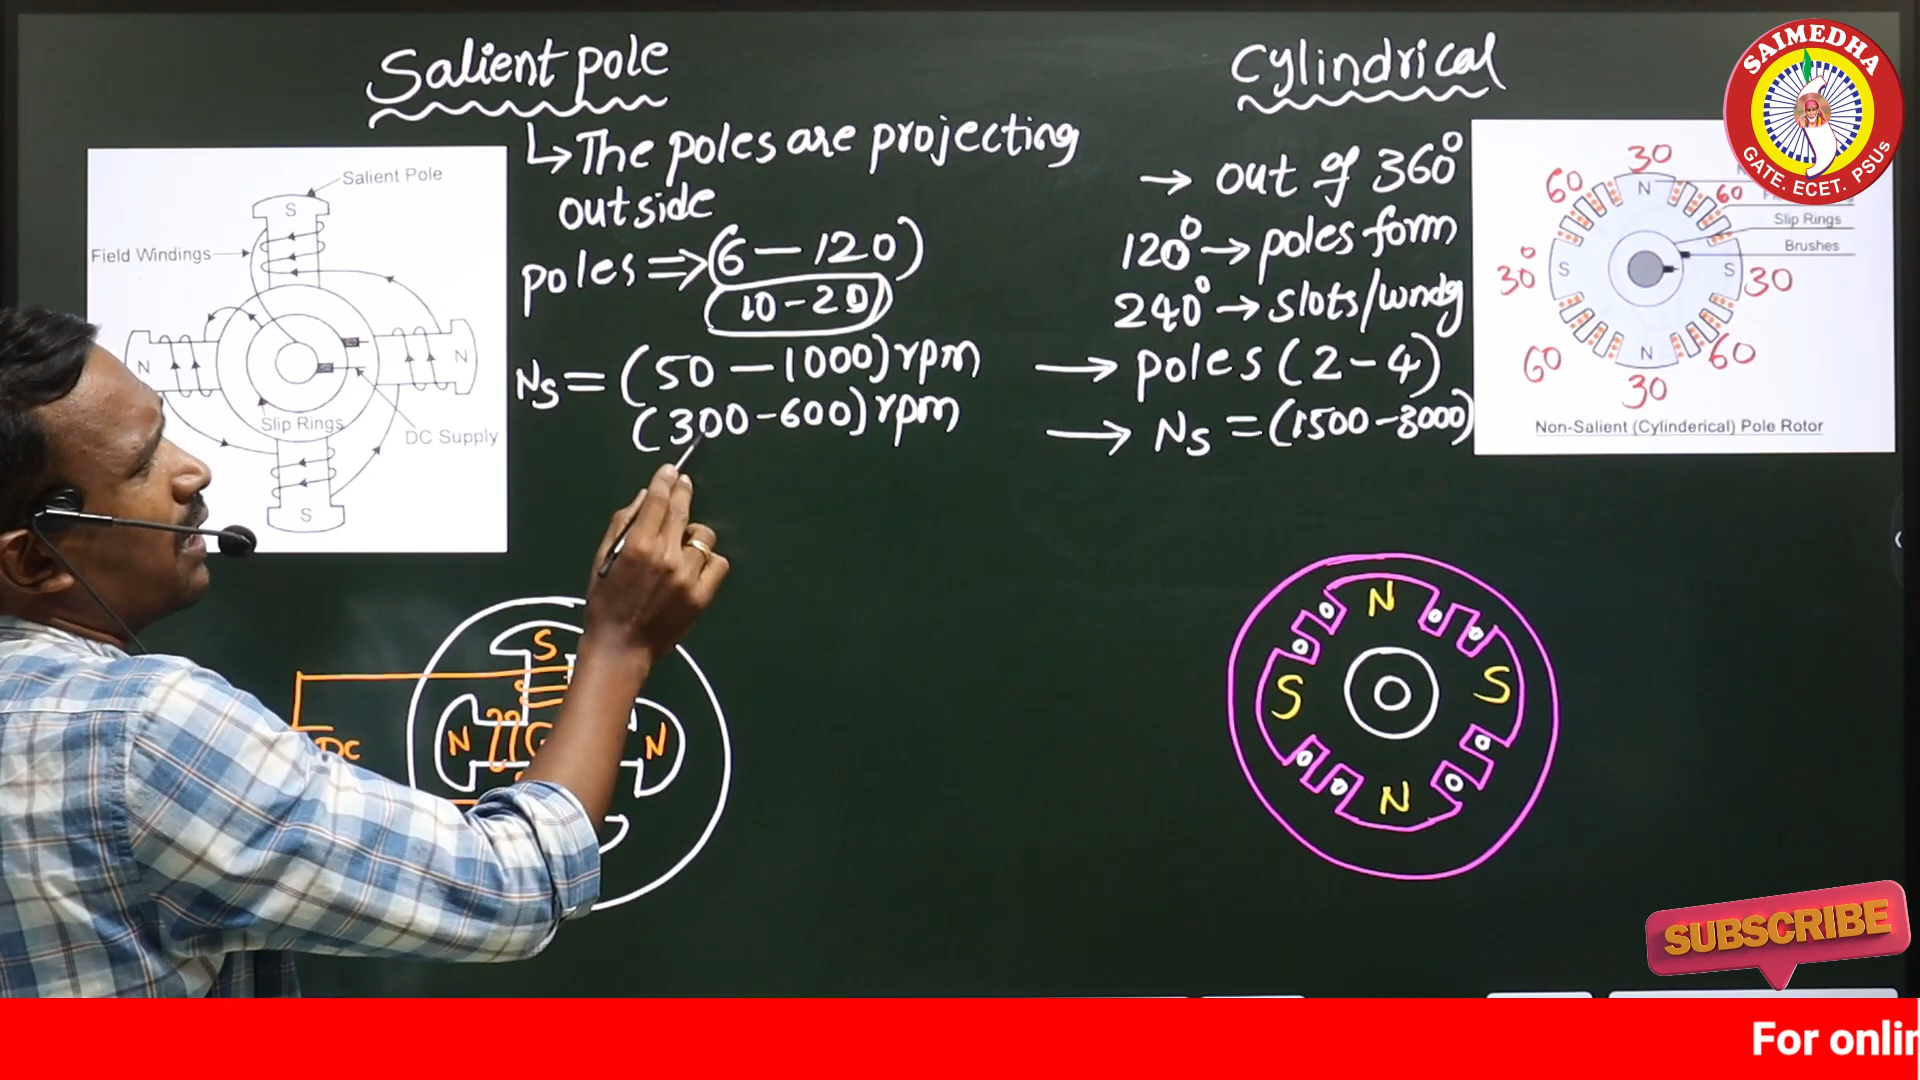 Salient pole
↳ The poles are projecting
outside
poles ⇒ (6 – 120)
(10 – 20)
Ns = (50 – 1000) rpm
(300 – 600) rpm
Salient Pole
S
Field Windings
N
N
Slip Rings
DC Supply
S
S
N
N
DC
Cylindrical
→ out of 360°
120° → poles form
240° → slots/wndg
→ poles (2 – 4)
→ Ns = (1500 – 3000)
30
60
N
60
Slip Rings
Brushes
30°
S
S
30
60
N
60
30
Non-Salient (Cylinderical) Pole Rotor
N
S
S
N
SAIMEDHA
GATE. ECET. PSUs
SUBSCRIBE
For onlin